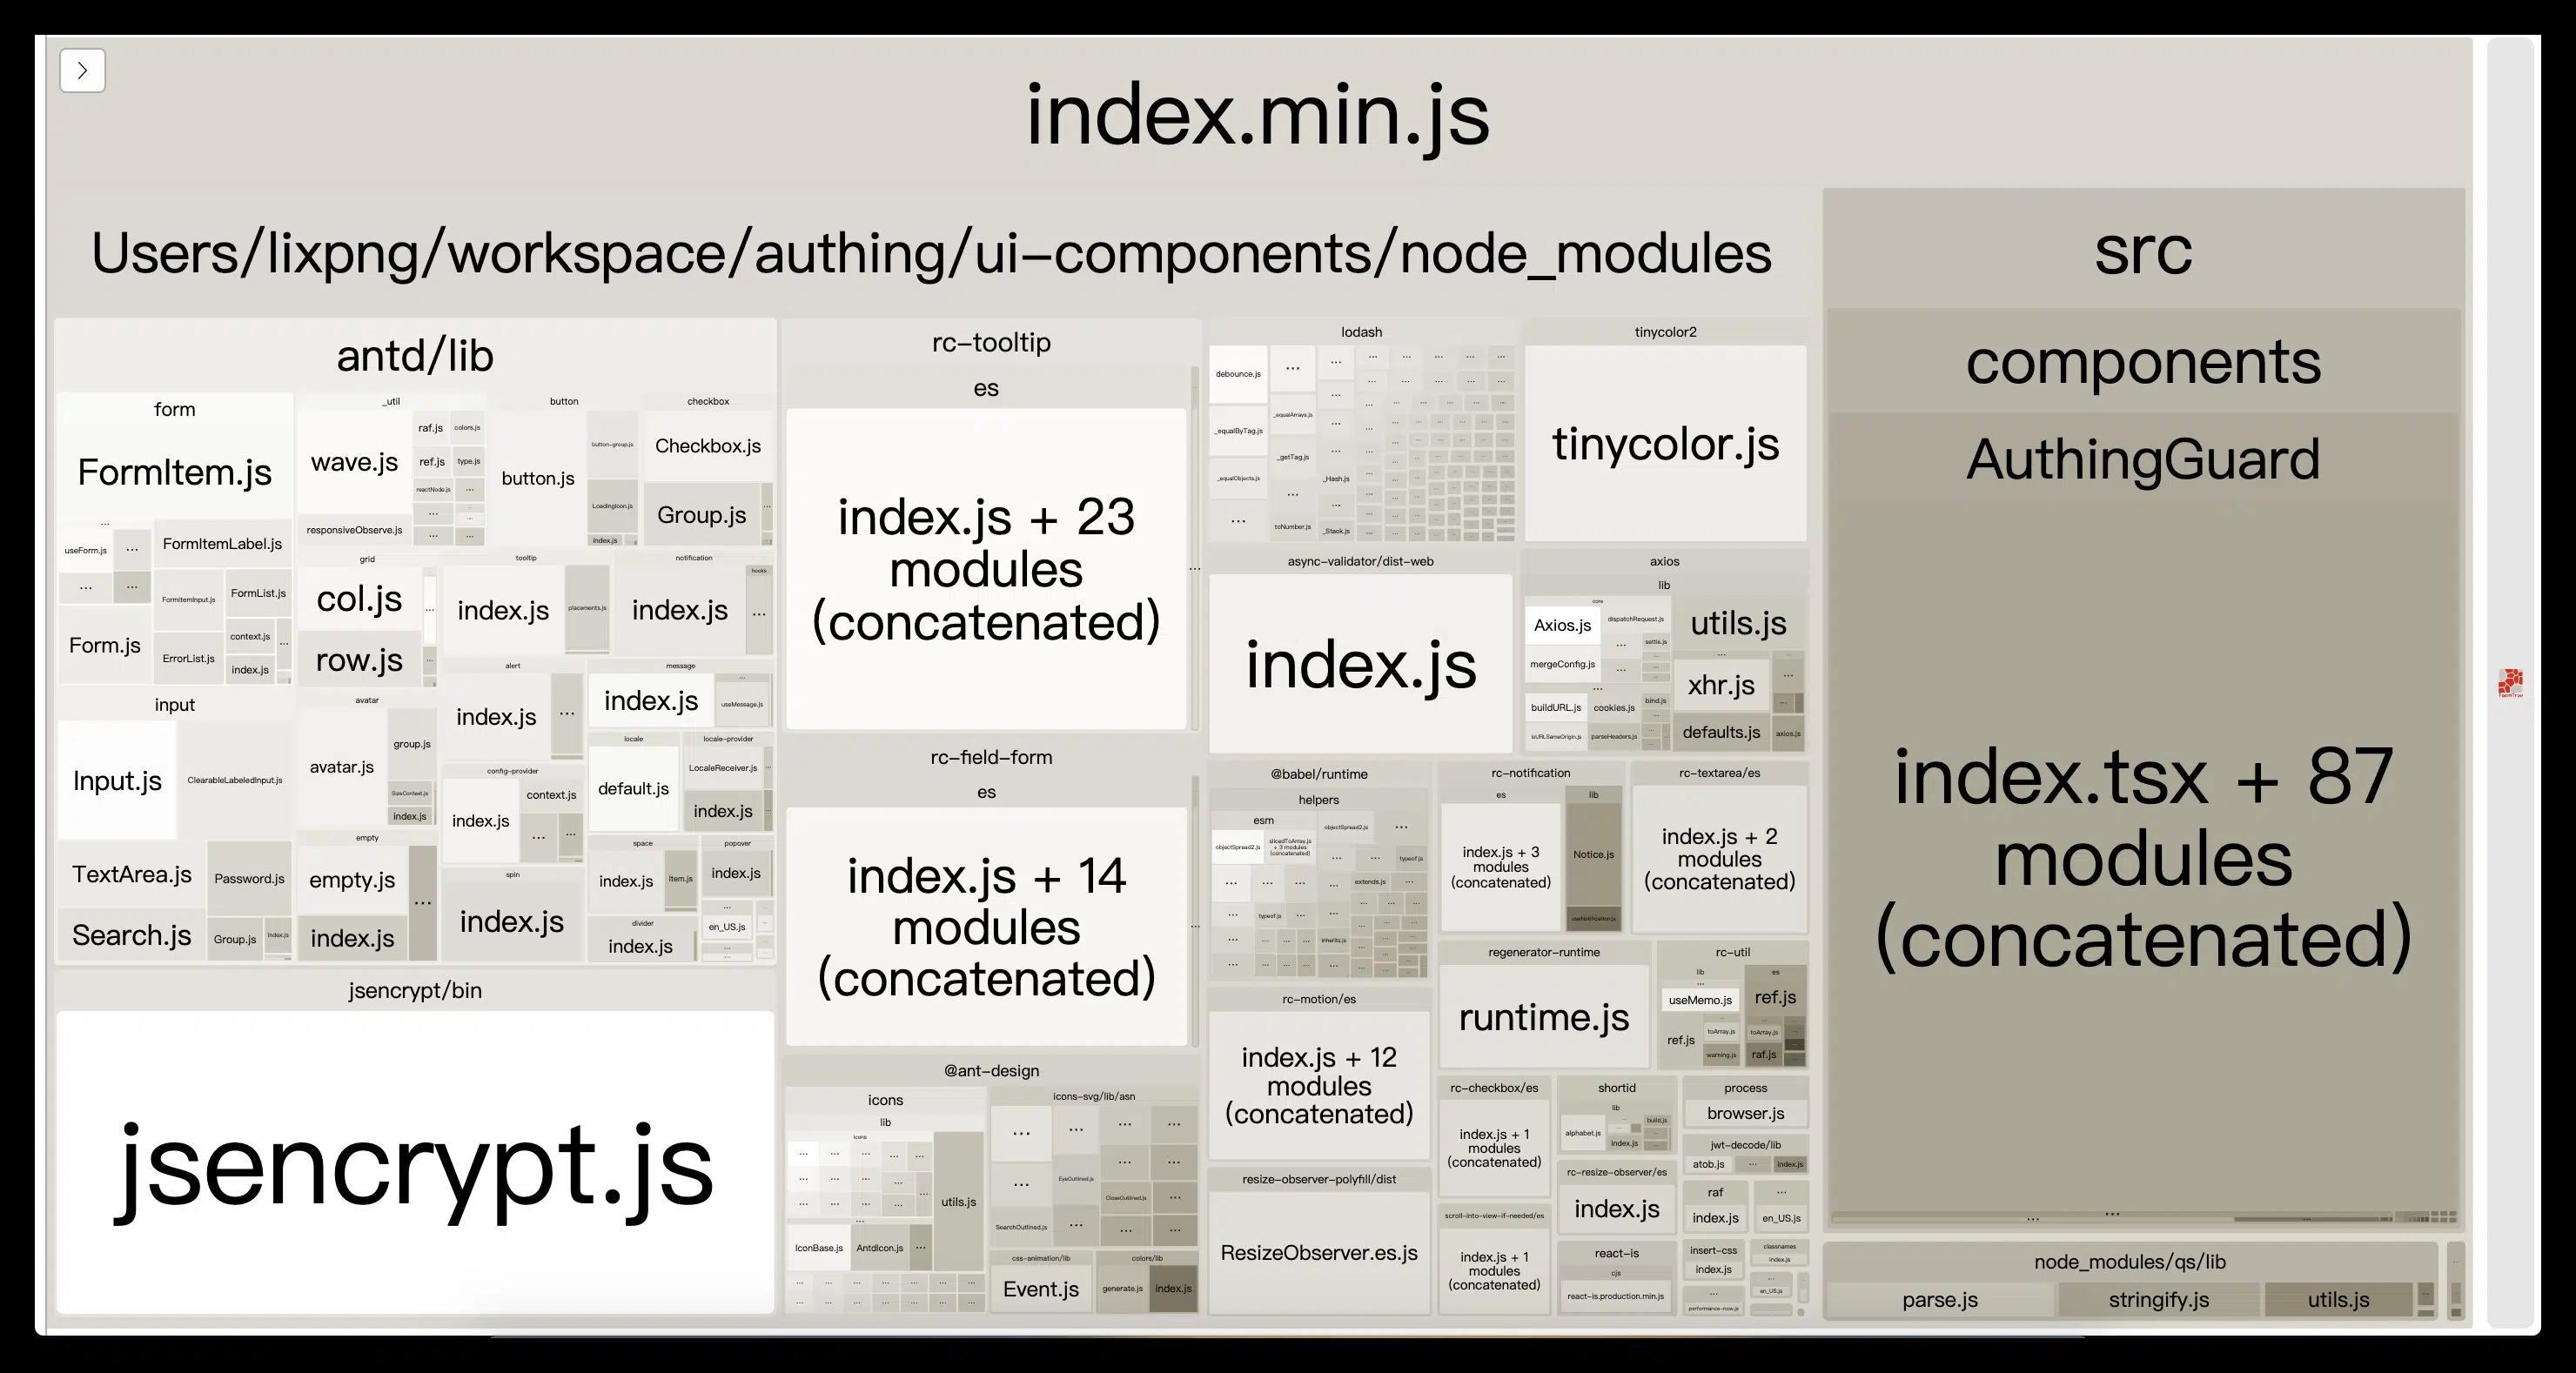 index.min.js
Users/lixpng/workspace/authing/ui-components/node_modules
antd/lib
form
FormItem.js
...
useForm.js
...
FormItemLabel.js
...
...
FormItemInput.js
FormList.js
Form.js
ErrorList.js
context.js
...
index.js
_util
wave.js
raf.js
colors.js
ref.js
type.js
reactNode.js
...
responsiveObserve.js
...
...
...
...
button
button.js
button-group.js
LoadingIcon.js
index.js
checkbox
Checkbox.js
Group.js
...
grid
col.js
...
row.js
...
tooltip
index.js
placements.js
notification
index.js
hooks
...
input
Input.js
ClearableLabeledInput.js
TextArea.js
Password.js
Search.js
Group.js
index.js
avatar
avatar.js
group.js
SizeContext.js
index.js
empty
empty.js
index.js
...
alert
index.js
...
message
index.js
...
useMessage.js
config-provider
index.js
context.js
...
...
locale
default.js
locale-provider
LocaleReceiver.js
...
index.js
spin
index.js
space
index.js
Item.js
popover
index.js
divider
index.js
...
en_US.js
jsencrypt/bin
jsencrypt.js
rc-tooltip
es
index.js + 23
modules
(concatenated)
...
rc-field-form
es
index.js + 14
modules
(concatenated)
...
@ant-design
icons
lib
icons
utils.js
...
IconBase.js
AntdIcon.js
...
icons-svg/lib/asn
...
EyeOutlined.js
CloseOutlined.js
SearchOutlined.js
css-animation/lib
Event.js
colors/lib
generate.js
index.js
lodash
debounce.js
...
_equalByTag.js
_equalArrays.js
_equalObjects.js
_getTag.js
_Hash.js
...
toNumber.js
_Stack.js
tinycolor2
tinycolor.js
async-validator/dist-web
index.js
axios
lib
core
Axios.js
dispatchRequest.js
...
settle.js
mergeConfig.js
...
...
buildURL.js
cookies.js
bind.js
isURLSameOrigin.js
parseHeaders.js
utils.js
...
xhr.js
...
defaults.js
axios.js
@babel/runtime
helpers
esm
objectSpread2.js
slicedToArray.js
+ 3 modules
(concatenated)
objectSpread2.js
...
typeof.js
extends.js
typeof.js
inherits.js
rc-notification
es
index.js + 3
modules
(concatenated)
lib
Notice.js
useNotification.js
rc-textarea/es
index.js + 2
modules
(concatenated)
regenerator-runtime
runtime.js
rc-util
lib
...
useMemo.js
ref.js
toArray.js
warning.js
es
ref.js
toArray.js
raf.js
rc-motion/es
index.js + 12
modules
(concatenated)
resize-observer-polyfill/dist
ResizeObserver.es.js
rc-checkbox/es
index.js + 1
modules
(concatenated)
shortid
lib
alphabet.js
build.js
index.js
process
browser.js
jwt-decode/lib
atob.js
...
index.js
rc-resize-observer/es
index.js
raf
index.js
...
en_US.js
scroll-into-view-if-needed/es
index.js + 1
modules
(concatenated)
react-is
cjs
react-is.production.min.js
insert-css
index.js
classnames
index.js
...
performance-now.js
...
en_US.js
src
components
AuthingGuard
index.tsx + 87
modules
(concatenated)
...
...
node_modules/qs/lib
parse.js
stringify.js
utils.js